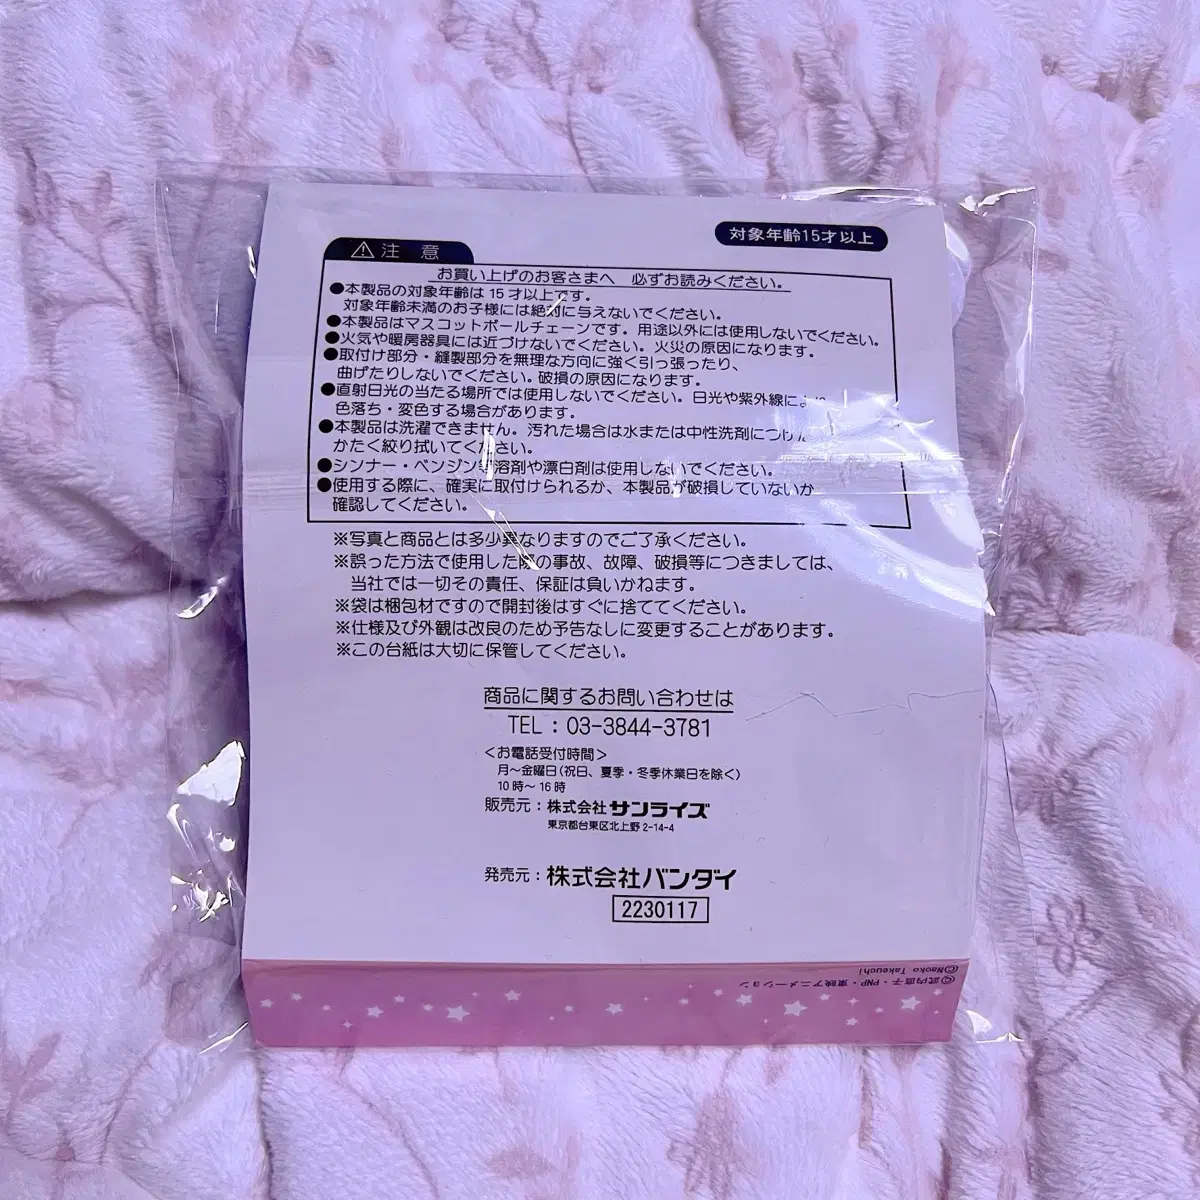 対象年齢15才以上
⚠注 意
お買い上げのお客さまへ 必ずお読みください。
●本製品の対象年齢は15才以上です。
対象年齢未満のお子様には絶対に与えないでください。
●本製品はマスコットボールチェーンです。用途以外には使用しないでください。
●火気や暖房器具には近づけないでください。火災の原因になります。
●取付け部分・縫製部分を無理な方向に強く引っ張ったり、
曲げたりしないでください。破損の原因になります。
●直射日光の当たる場所では使用しないでください。日光や紫外線によ
色落ち・変色する場合があります。
●本製品は洗濯できません。汚れた場合は水または中性洗剤につけ
かたく絞り拭いてください。
●シンナー・ベンジン等溶剤や漂白剤は使用しないでください。
●使用する際に、確実に取付けられるか、本製品が破損していないか
確認してください。
※写真と商品とは多少異なりますのでご了承ください。
※誤った方法で使用した際の事故、故障、破損等につきましては、
当社では一切その責任、保証は負いかねます。
※袋は梱包材ですので開封後はすぐに捨ててください。
※仕様及び外観は改良のため予告なしに変更することがあります。
※この台紙は大切に保管してください。
商品に関するお問い合わせは
TEL：03-3844-3781
＜お電話受付時間＞
月～金曜日(祝日、夏季・冬季休業日を除く)
10時～16時
販売元：株式会社サンライズ
東京都台東区北上野2-14-4
発売元：株式会社バンダイ
2230117
©武内直子・PNP・東映アニメーション
©Naoko Takeuchi